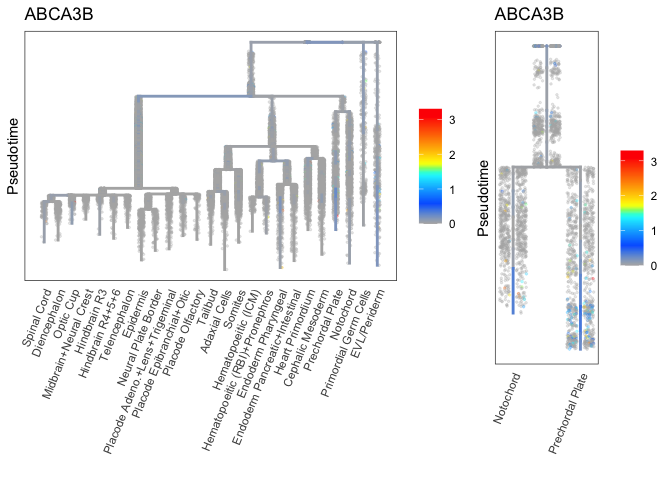 ABCA3B
Pseudotime
3
2
1
0
Spinal Cord
Diencephalon
Optic Cup
Midbrain+Neural Crest
Hindbrain R3
Hindbrain R4+5+6
Telencephalon
Epidermis
Neural Plate Border
Placode Adeno.+Lens+Trigeminal
Placode Epibranchial+Otic
Placode Olfactory
Tailbud
Adaxial Cells
Somites
Hematopoeitic (ICM)
Hematopoeitic (RBI)+Pronephros
Endoderm Pharyngeal
Endoderm Pancreatic+Intestinal
Heart Primordium
Cephalic Mesoderm
Prechordal Plate
Notochord
Primordial Germ Cells
EVL/Periderm
ABCA3B
Pseudotime
3
2
1
0
Notochord
Prechordal Plate